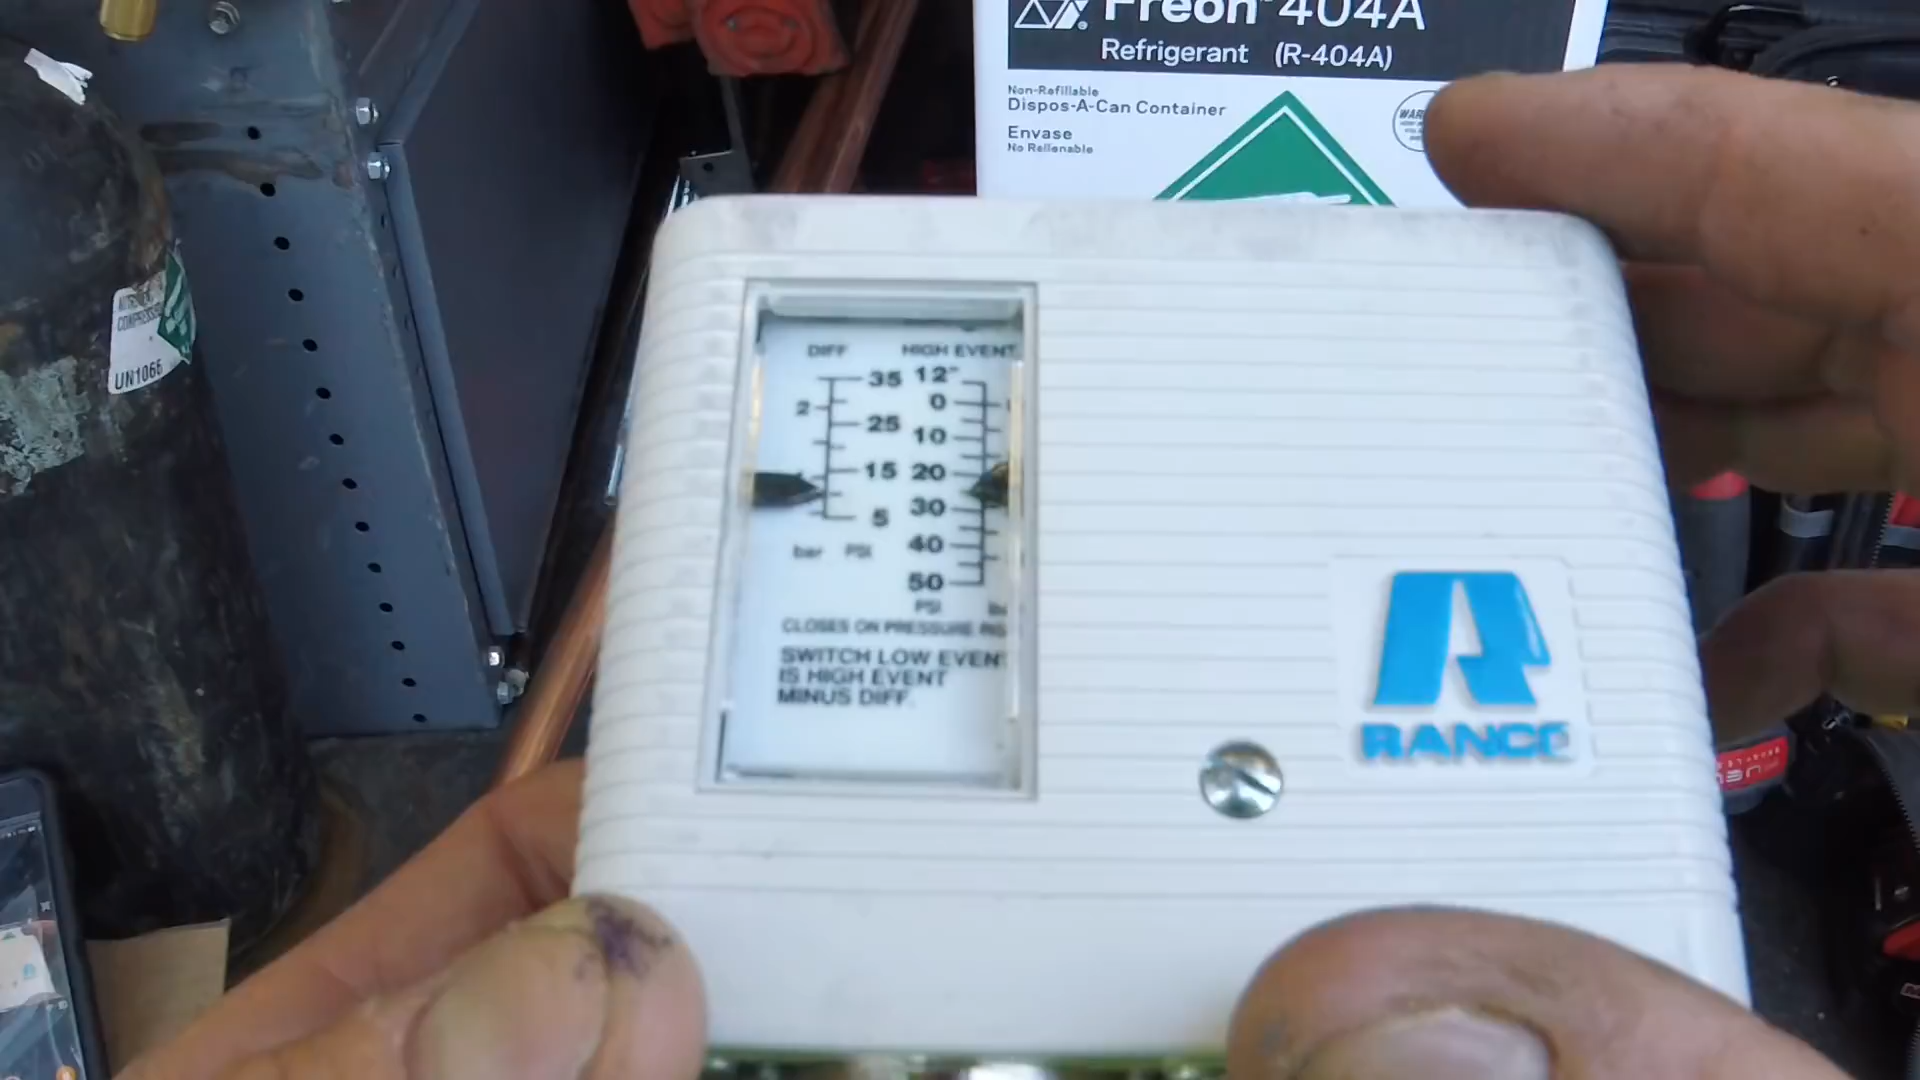 Freon 404A
Refrigerant (R-404A)
Non-Refillable
Dispos-A-Can Container
Envase
No Rellenable
WAR
UN1066
DIFF HIGH EVENT
35 12"
2 0
25 10
15 20
30
5
40
50
bar PSI
PSI
CLOSES ON PRESSURE RIS
SWITCH LOW EVENT
IS HIGH EVENT
MINUS DIFF.
RANCO